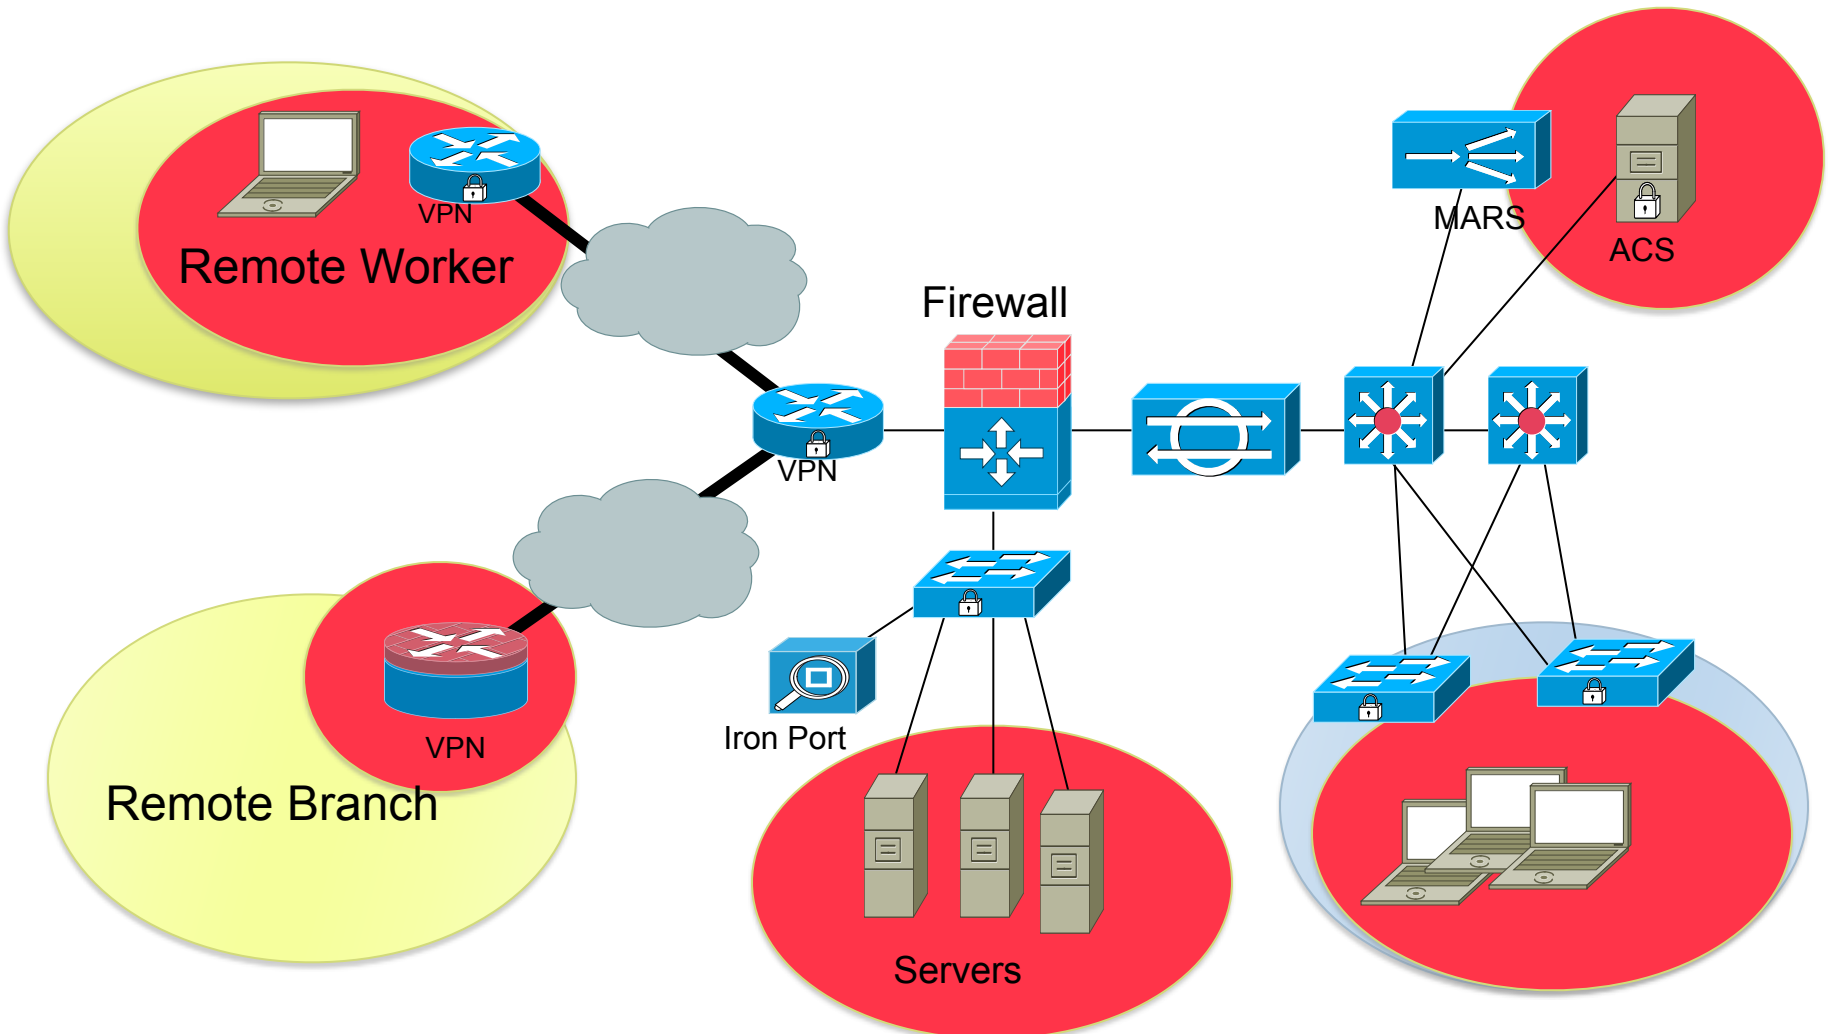 VPN
Remote Worker
MARS
ACS
Firewall
VPN
VPN
Remote Branch
Iron Port
Servers